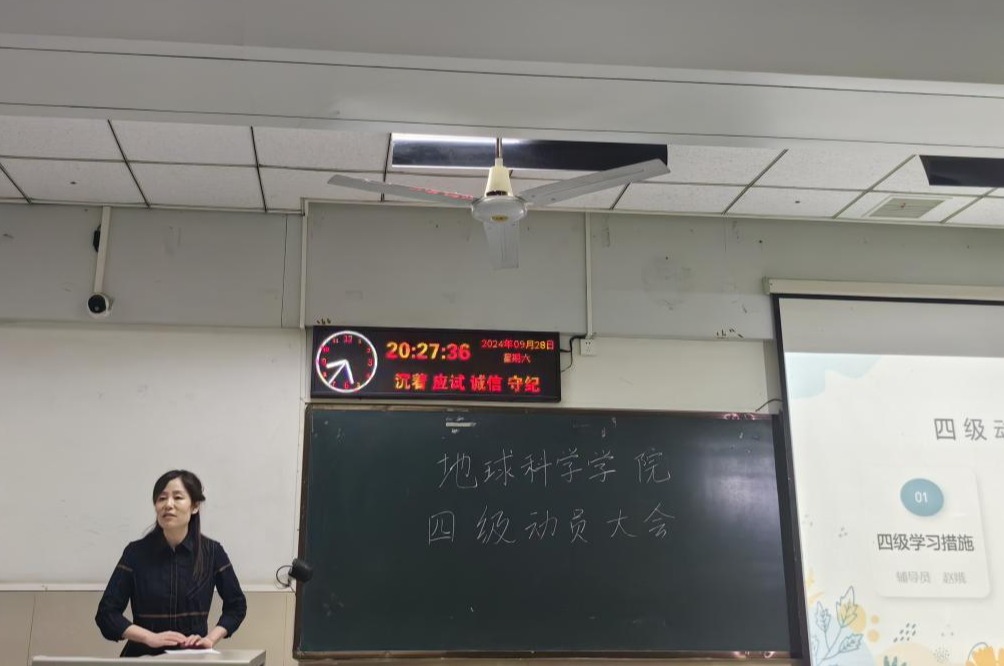 20:27:36
2024年09月28日
星期六
沉着 应试 诚信 守纪
地球科学学院
四级动员大会
四级
01
四级学习措施
辅导员